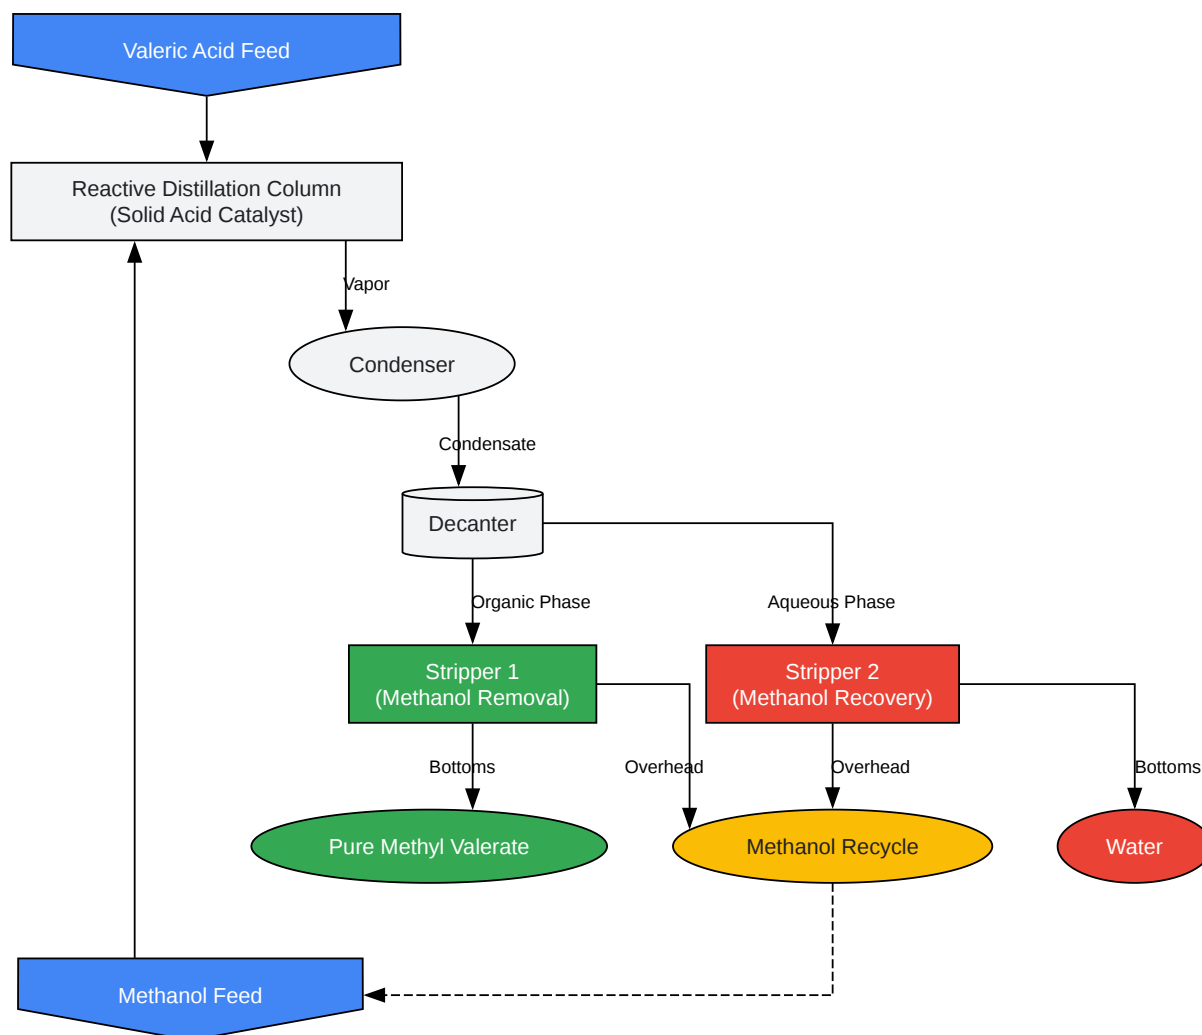 Valeric Acid Feed
Reactive Distillation Column
(Solid Acid Catalyst)
Vapor
Condenser
Condensate
Decanter
Organic Phase
Aqueous Phase
Stripper 1
(Methanol Removal)
Stripper 2
(Methanol Recovery)
Bottoms
Overhead
Overhead
Bottoms
Pure Methyl Valerate
Methanol Recycle
Water
Methanol Feed